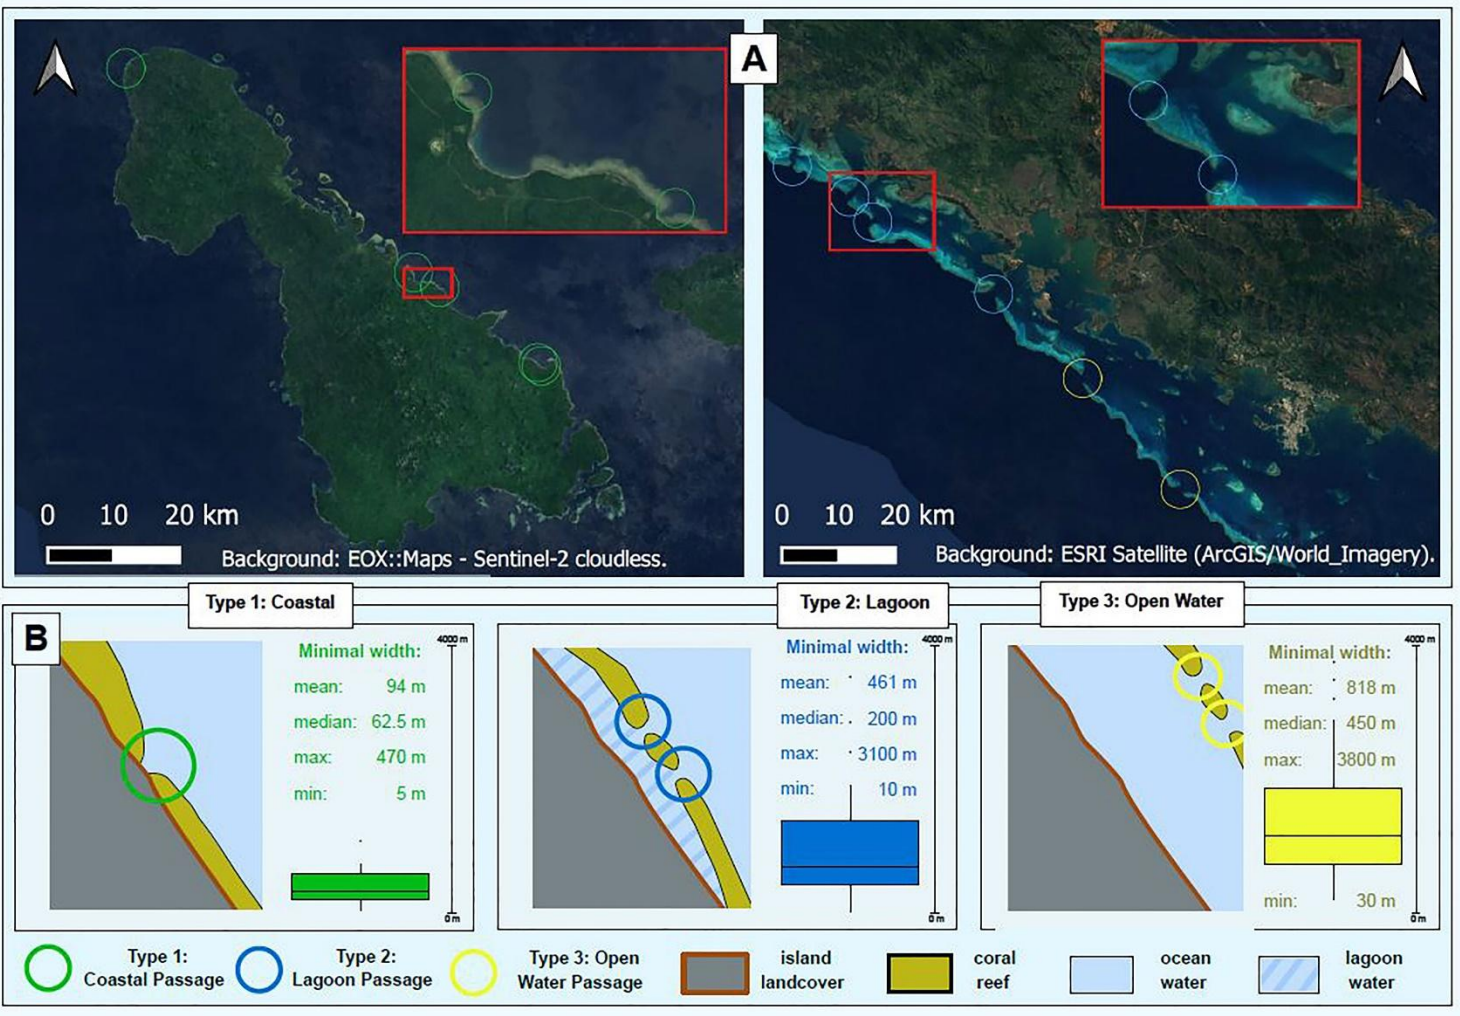 A
0 10 20 km
Background: EOX::Maps - Sentinel-2 cloudless.
0 10 20 km
Background: ESRI Satellite (ArcGIS/World_Imagery).
B
Type 1: Coastal
Minimal width:
mean: 94 m
median: 62.5 m
max: 470 m
min: 5 m
4000 m
0 m
Type 2: Lagoon
Minimal width:
mean: 461 m
median: 200 m
max: 3100 m
min: 10 m
4000 m
0 m
Type 3: Open Water
Minimal width:
mean: 818 m
median: 450 m
max: 3800 m
min: 30 m
4000 m
0 m
Type 1:
Coastal Passage
Type 2:
Lagoon Passage
Type 3: Open
Water Passage
island
landcover
coral
reef
ocean
water
lagoon
water